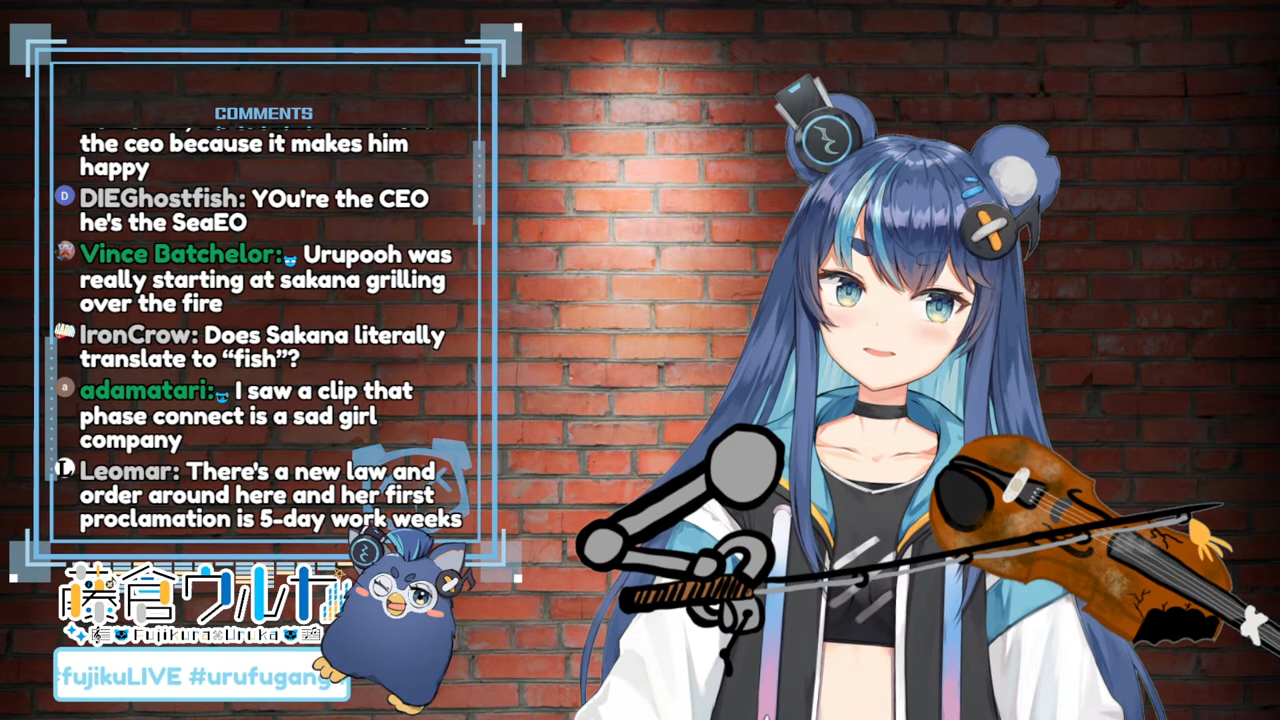 COMMENTS
the ceo because it makes him
happy
D DIEGhostfish: YOu're the CEO
he's the SeaEO
Vince Batchelor: Urupooh was
really starting at sakana grilling
over the fire
IronCrow: Does Sakana literally
translate to “fish”?
a adamatari: I saw a clip that
phase connect is a sad girl
company
L Leomar: There's a new law and
order around here and her first
proclamation is 5-day work weeks
藤倉ウルカ
Fujikura Uruka
#fujikuLIVE #urufugang